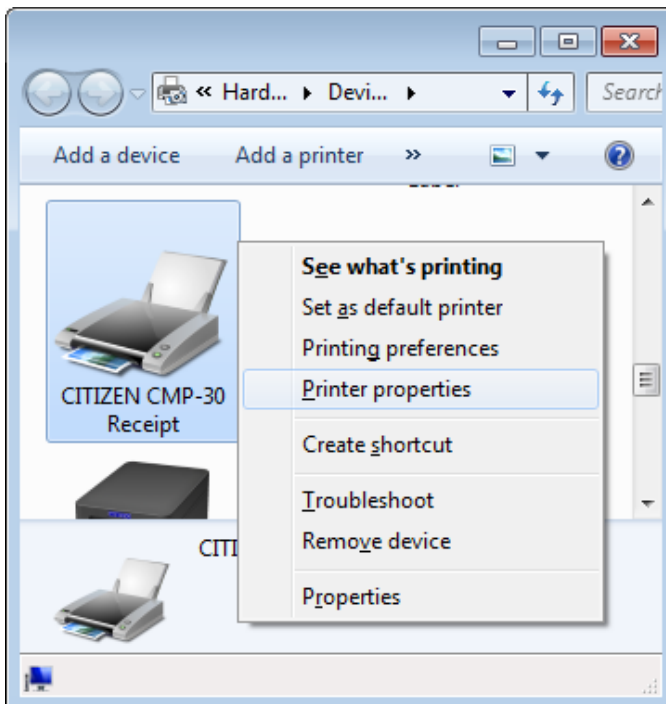 « Hard... Devi...
Search
Add a device Add a printer »
CITIZEN CMP-30
Receipt
See what's printing
Set as default printer
Printing preferences
Printer properties
Create shortcut
Troubleshoot
Remove device
Properties
CITI